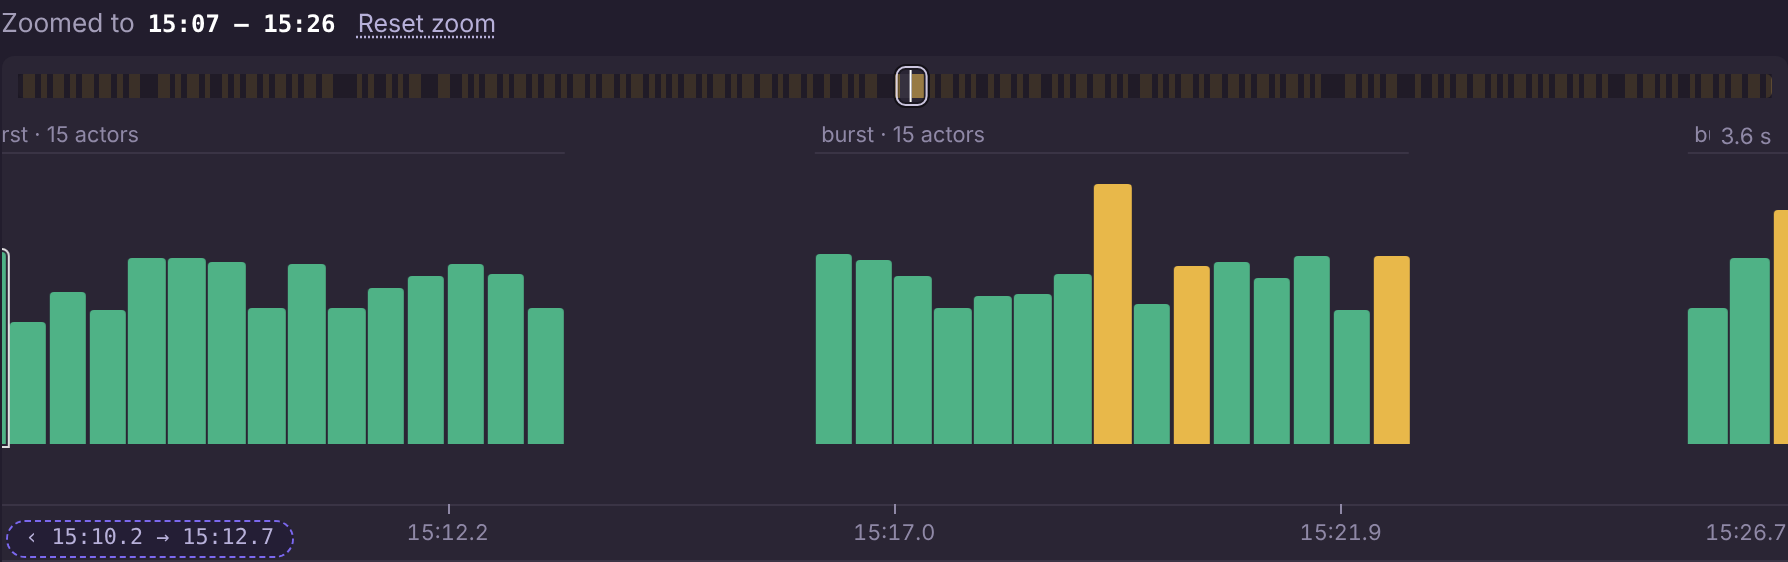 Zoomed to 15:07 – 15:26 Reset zoom
rst · 15 actors
burst · 15 actors
3.6 s
‹ 15:10.2 → 15:12.7
15:12.2
15:17.0
15:21.9
15:26.7